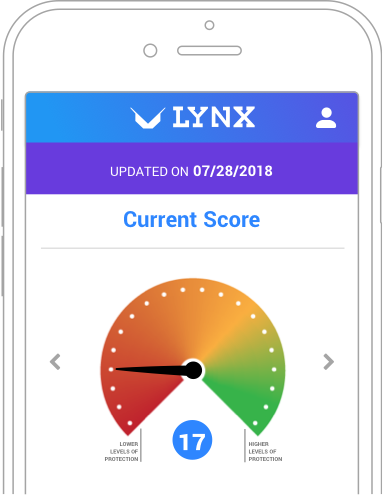 LYNX
UPDATED ON 07/28/2018
Current Score
LOWER
LEVELS OF
PROTECTION
17
HIGHER
LEVELS OF
PROTECTION